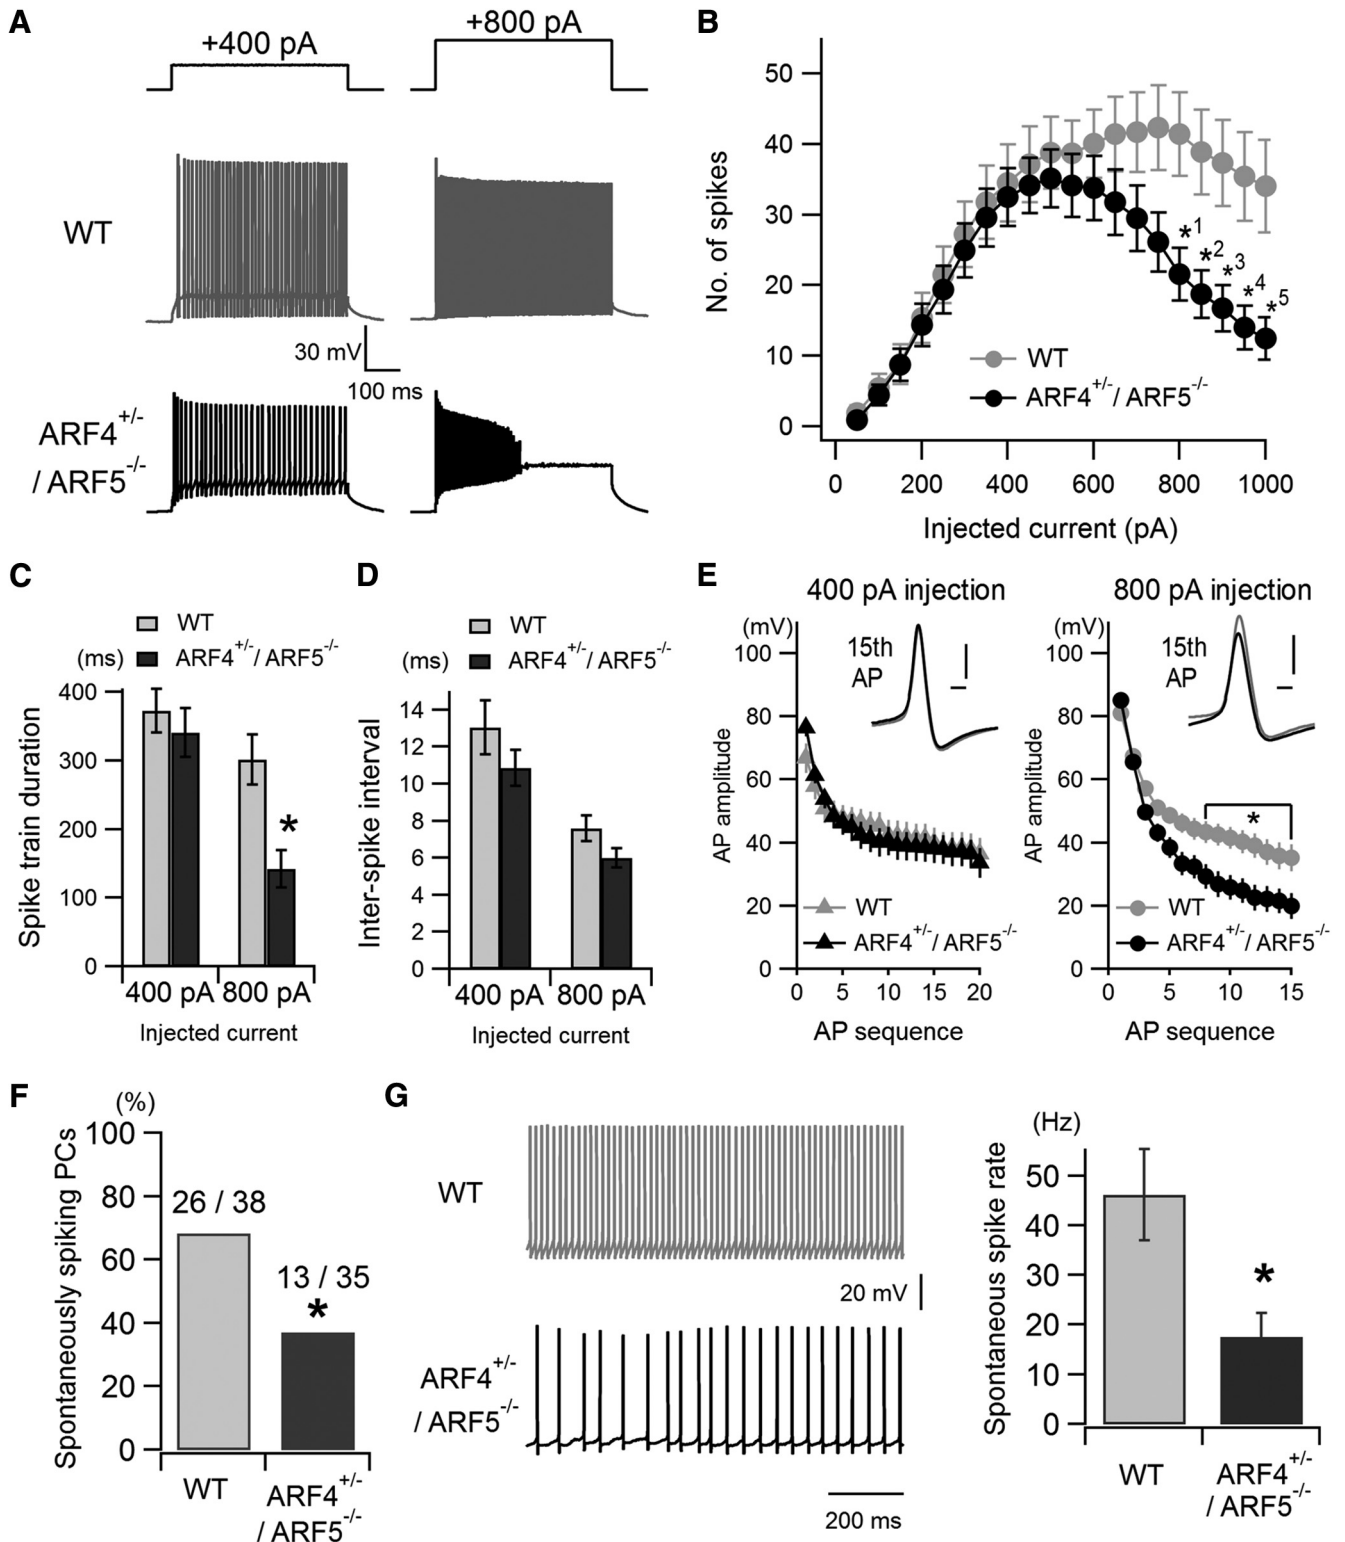 A
+400 pA
+800 pA
WT
30 mV
100 ms
ARF4+/-
/ ARF5-/-
B
No. of spikes
50
40
30
20
10
0
*1
*2
*3
*4
*5
WT
ARF4+/-/ ARF5-/-
0 200 400 600 800 1000
Injected current (pA)
C
WT
ARF4+/-/ ARF5-/-
(ms)
Spike train duration
400
300
200
100
0
*
400 pA 800 pA
Injected current
D
WT
ARF4+/-/ ARF5-/-
(ms)
Inter-spike interval
14
12
10
8
6
4
2
0
400 pA 800 pA
Injected current
E
400 pA injection
(mV)
AP amplitude
100
80
60
40
20
0
15th
AP
WT
ARF4+/-/ ARF5-/-
0 5 10 15 20
AP sequence
800 pA injection
(mV)
AP amplitude
100
80
60
40
20
0
15th
AP
*
WT
ARF4+/-/ ARF5-/-
0 5 10 15
AP sequence
F
(%)
Spontaneously spiking PCs
100
80
60
40
20
0
26 / 38
13 / 35
*
WT
ARF4+/-
/ ARF5-/-
G
WT
20 mV
ARF4+/-
/ ARF5-/-
200 ms
(Hz)
Spontaneous spike rate
50
40
30
20
10
0
*
WT
ARF4+/-
/ ARF5-/-